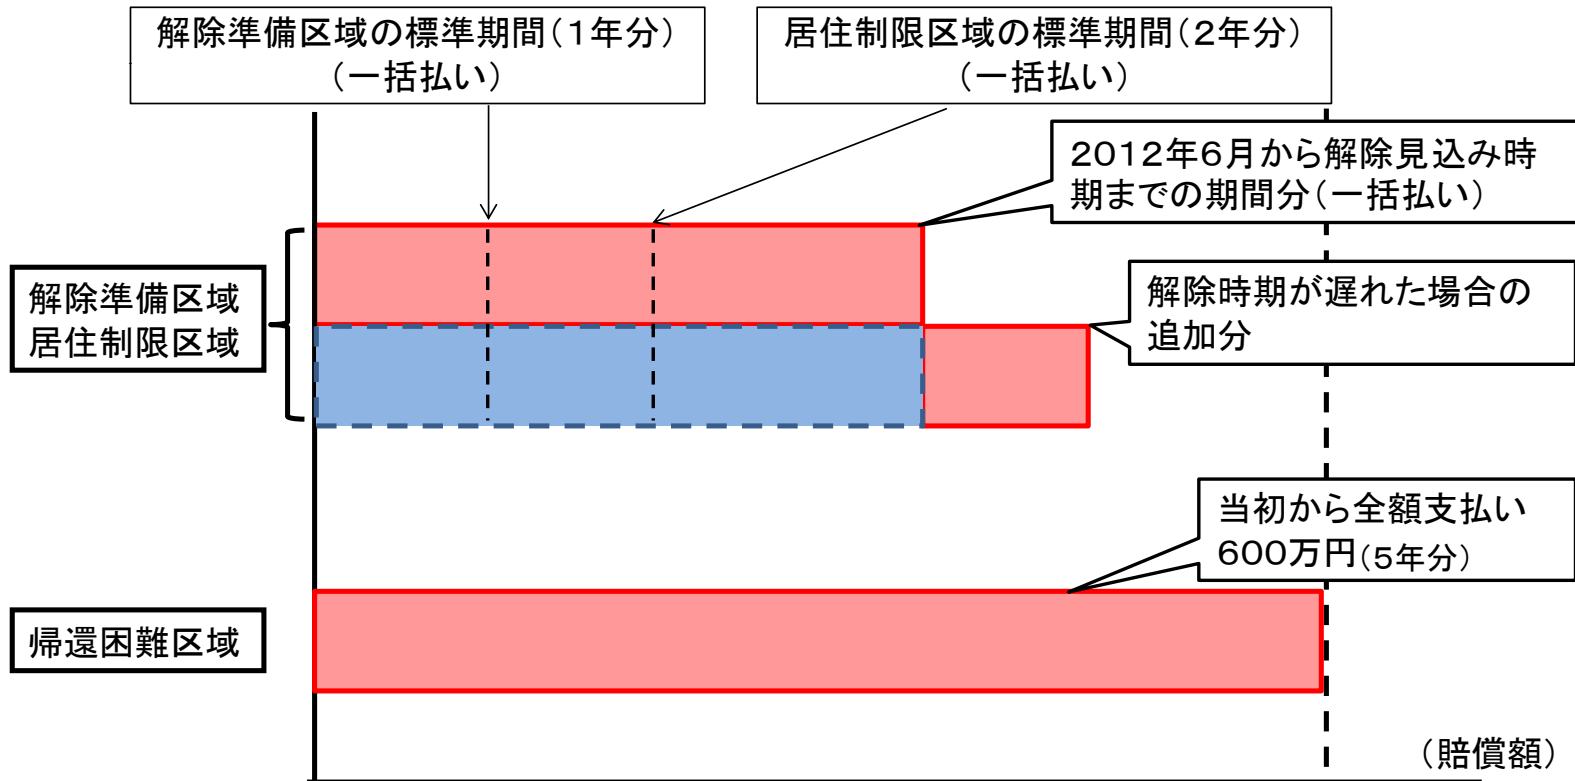 解除準備区域の標準期間（１年分）
（一括払い）
居住制限区域の標準期間（２年分）
（一括払い）
２０１２年６月から解除見込み時
期までの期間分（一括払い）
解除準備区域
居住制限区域
解除時期が遅れた場合の
追加分
当初から全額支払い
６００万円（５年分）
帰還困難区域
（賠償額）